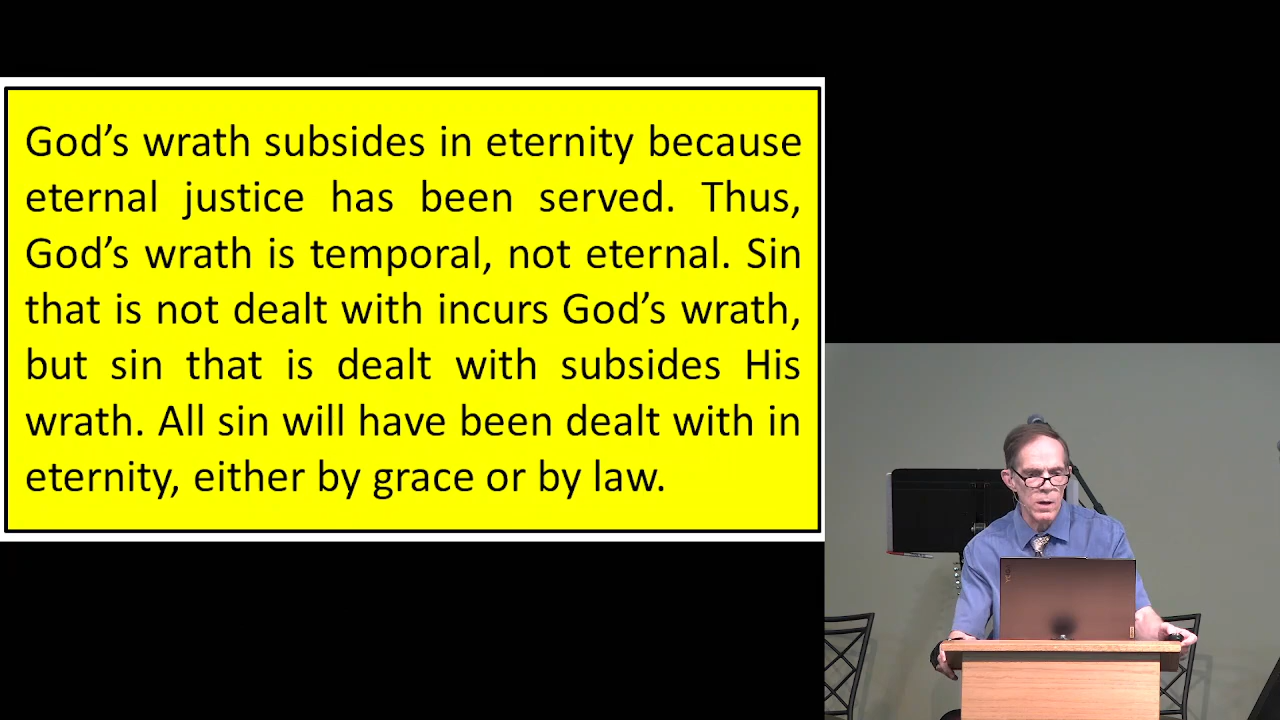 God’s wrath subsides in eternity because
eternal justice has been served. Thus,
God’s wrath is temporal, not eternal. Sin
that is not dealt with incurs God’s wrath,
but sin that is dealt with subsides His
wrath. All sin will have been dealt with in
eternity, either by grace or by law.